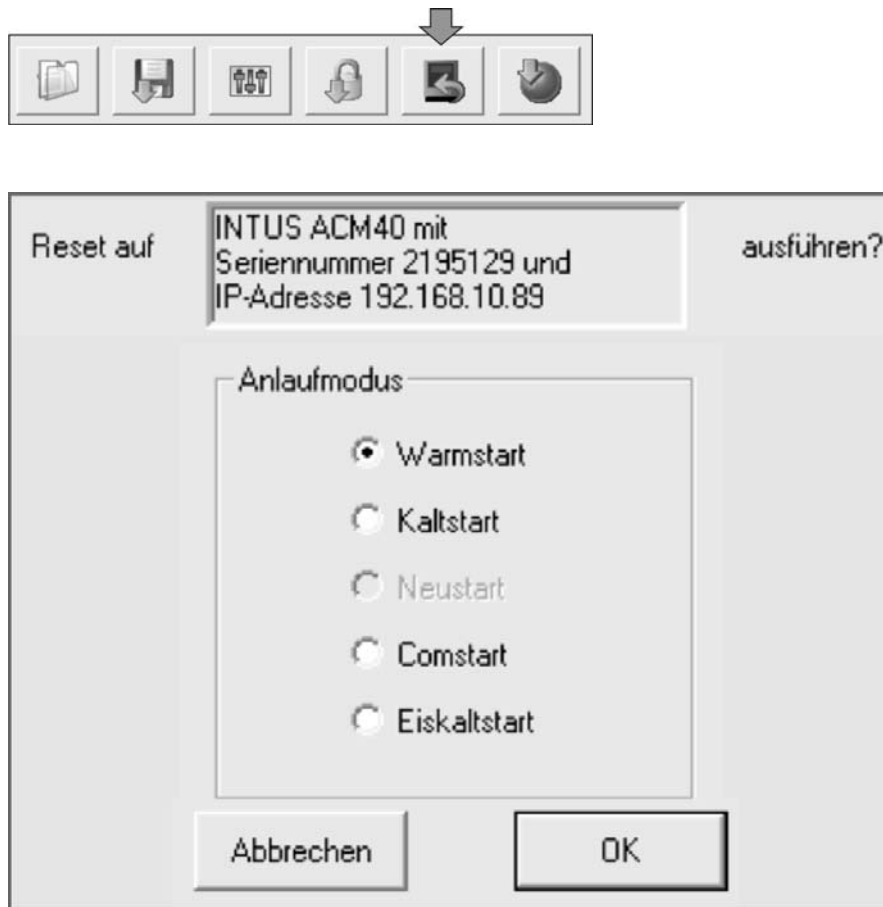 Reset auf
INTUS ACM40 mit
Seriennummer 2195129 und
IP-Adresse 192.168.10.89
ausführen?
Anlaufmodus
Warmstart
Kaltstart
Neustart
Comstart
Eiskaltstart
Abbrechen
OK